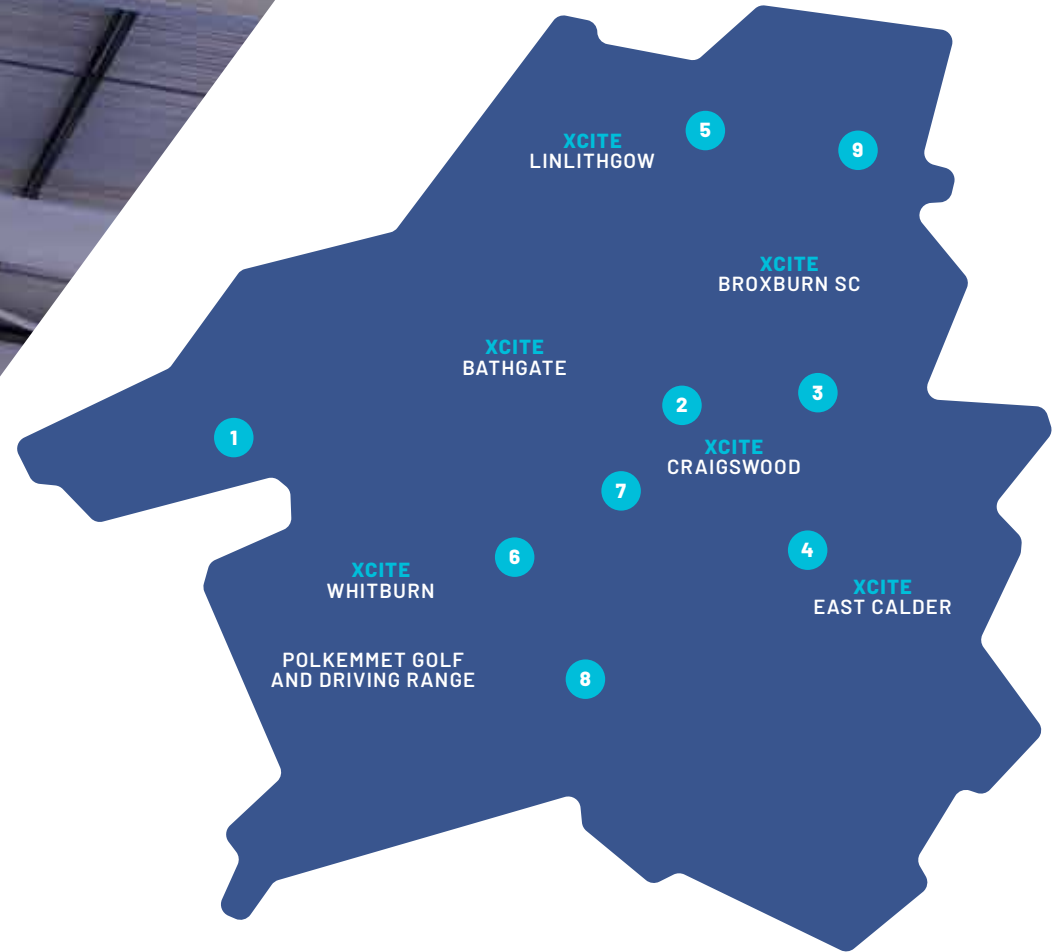 XCITE
LINLITHGOW
5
9
XCITE
BROXBURN SC
XCITE
BATHGATE
2
3
1
XCITE
CRAIGSWOOD
7
6
4
XCITE
WHITBURN
XCITE
EAST CALDER
POLKEMMET GOLF
AND DRIVING RANGE
8